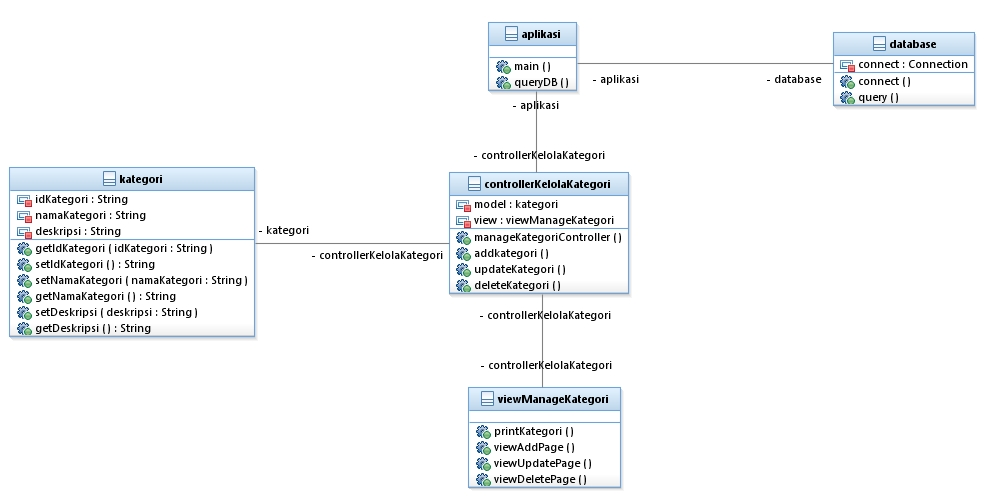 aplikasi
main ( )
queryDB ( )
database
connect : Connection
connect ( )
query ( )
- aplikasi
- database
- aplikasi
- controllerKelolaKategori
kategori
idKategori : String
namaKategori : String
deskripsi : String
getIdKategori ( idKategori : String )
setIdKategori ( ) : String
setNamaKategori ( namaKategori : String )
getNamaKategori ( ) : String
setDeskripsi ( deskripsi : String )
getDeskripsi ( ) : String
- kategori
- controllerKelolaKategori
controllerKelolaKategori
model : kategori
view : viewManageKategori
manageKategoriController ( )
addkategori ( )
updateKategori ( )
deleteKategori ( )
- controllerKelolaKategori
- controllerKelolaKategori
viewManageKategori
printKategori ( )
viewAddPage ( )
viewUpdatePage ( )
viewDeletePage ( )